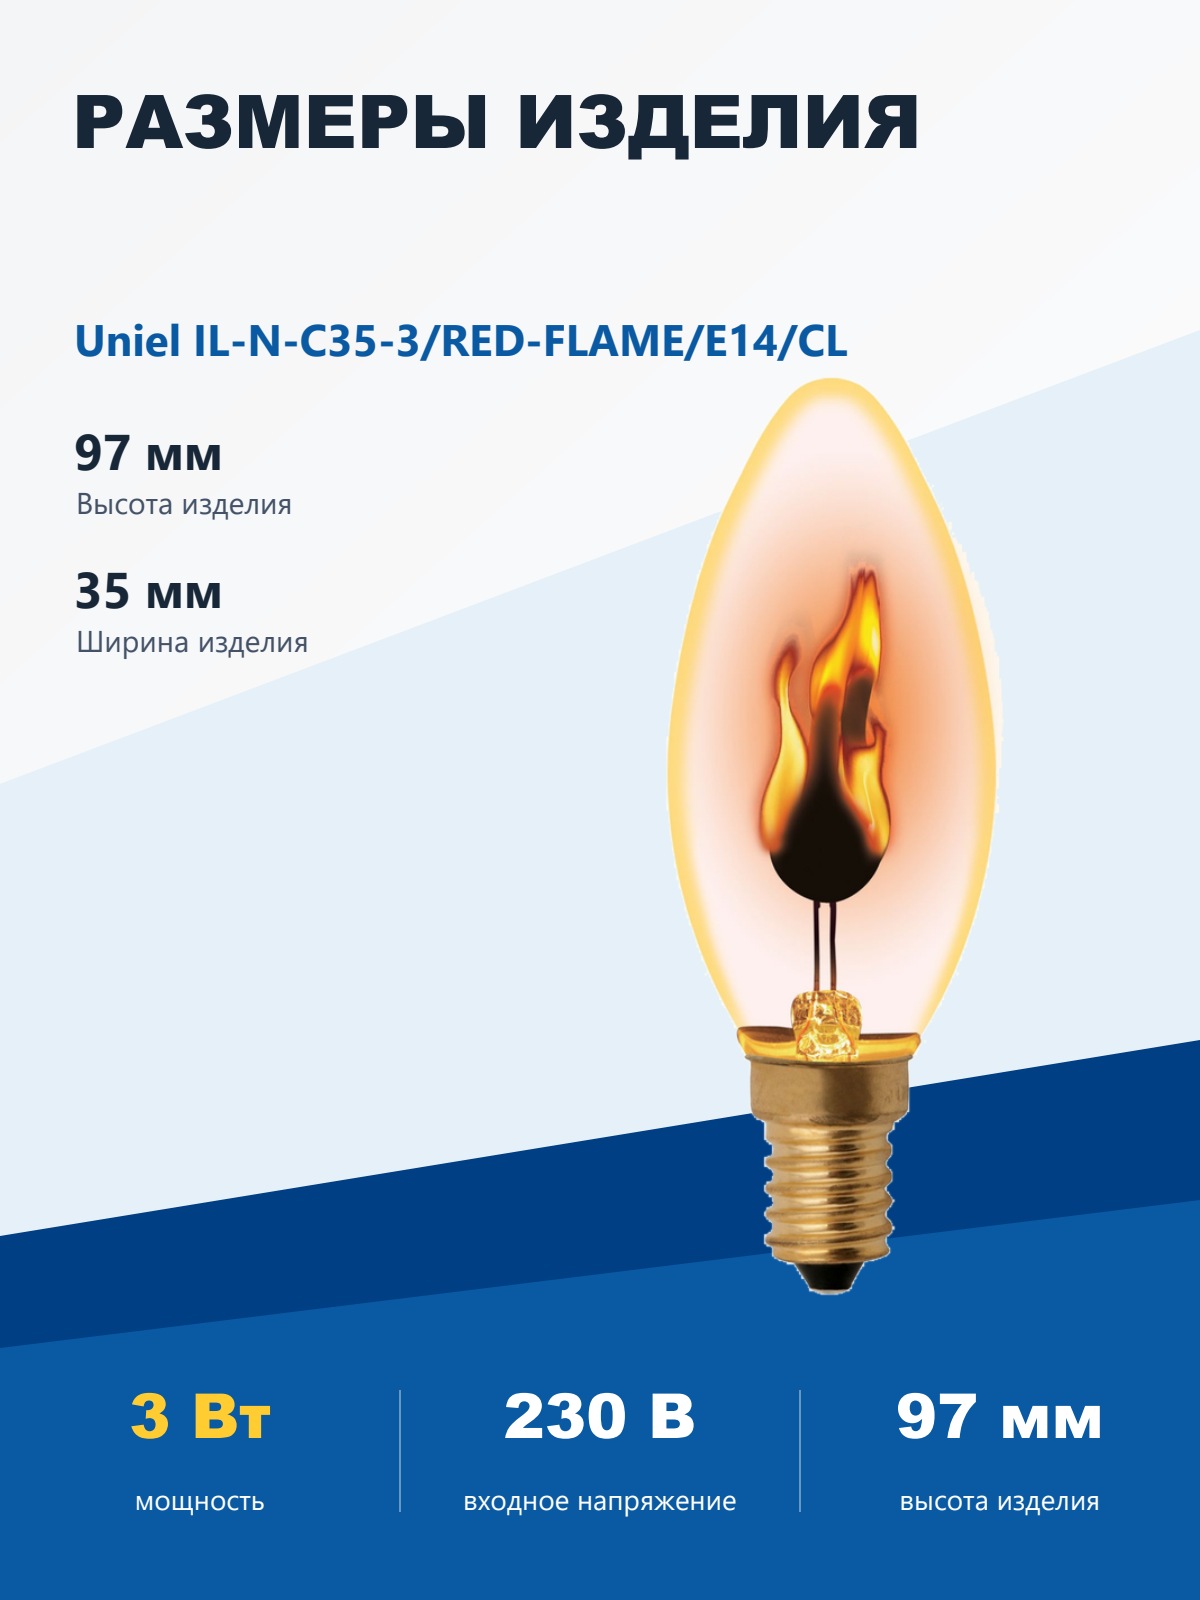 РАЗМЕРЫ ИЗДЕЛИЯ
Uniel IL-N-C35-3/RED-FLAME/E14/CL
97 мм
Высота изделия
35 мм
Ширина изделия
3 Вт
мощность
230 В
входное напряжение
97 мм
высота изделия